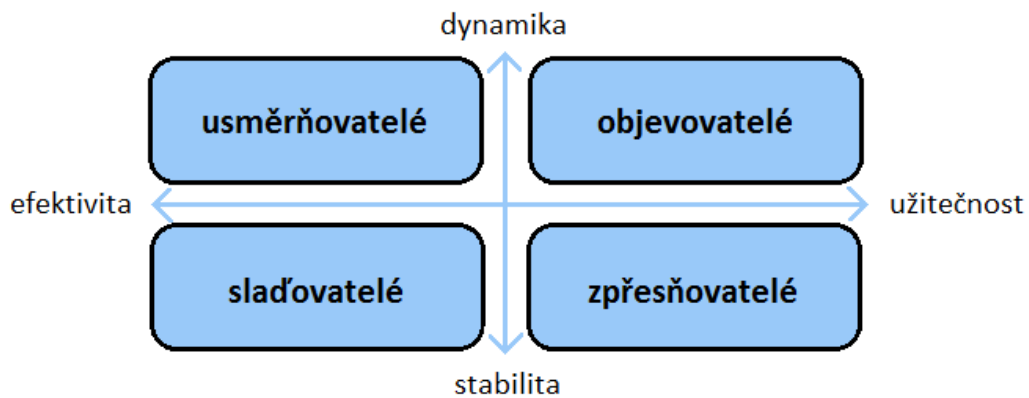 dynamika
usměrňovatelé objevovatelé
efektivita užitečnost
slaďovatelé zpřesňovatelé
stabilita